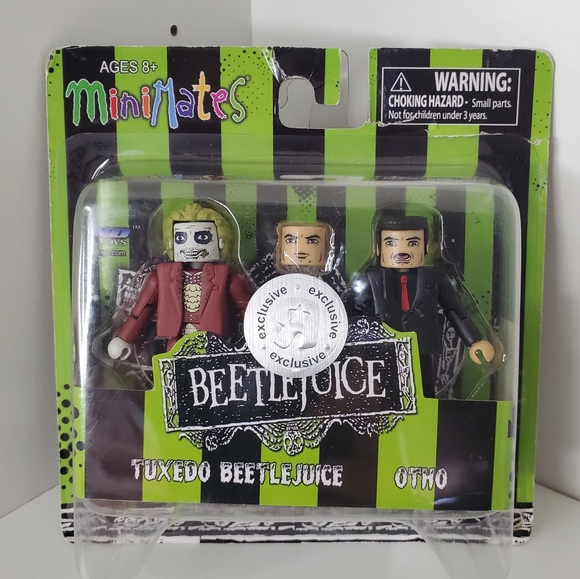 AGES 8+
MiniMates
WARNING:
CHOKING HAZARD - Small parts.
Not for children under 3 years.
TM
exclusive exclusive
exclusive
BEETLEJUICE
TUXEDO BEETLEJUICE
OTHO